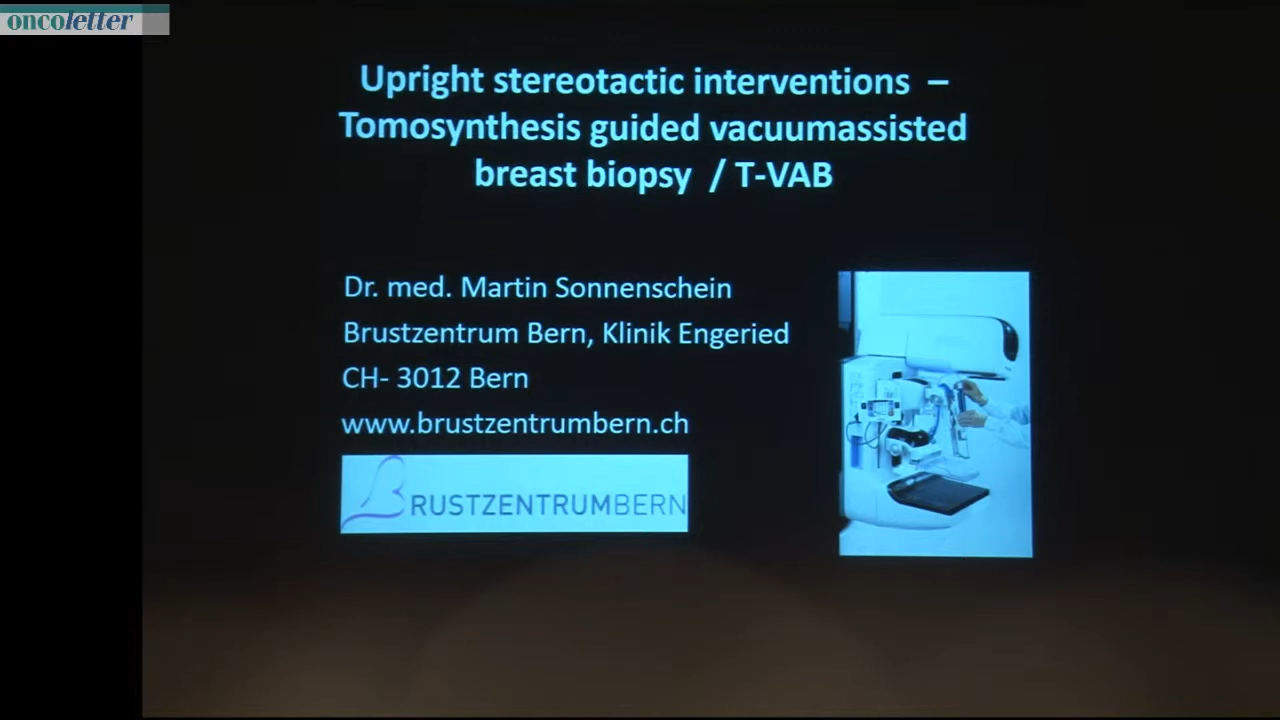 oncoletter
Upright stereotactic interventions –
Tomosynthesis guided vacuumassisted
breast biopsy / T-VAB
Dr. med. Martin Sonnenschein
Brustzentrum Bern, Klinik Engeried
CH- 3012 Bern
www.brustzentrumbern.ch
BRUSTZENTRUMBERN